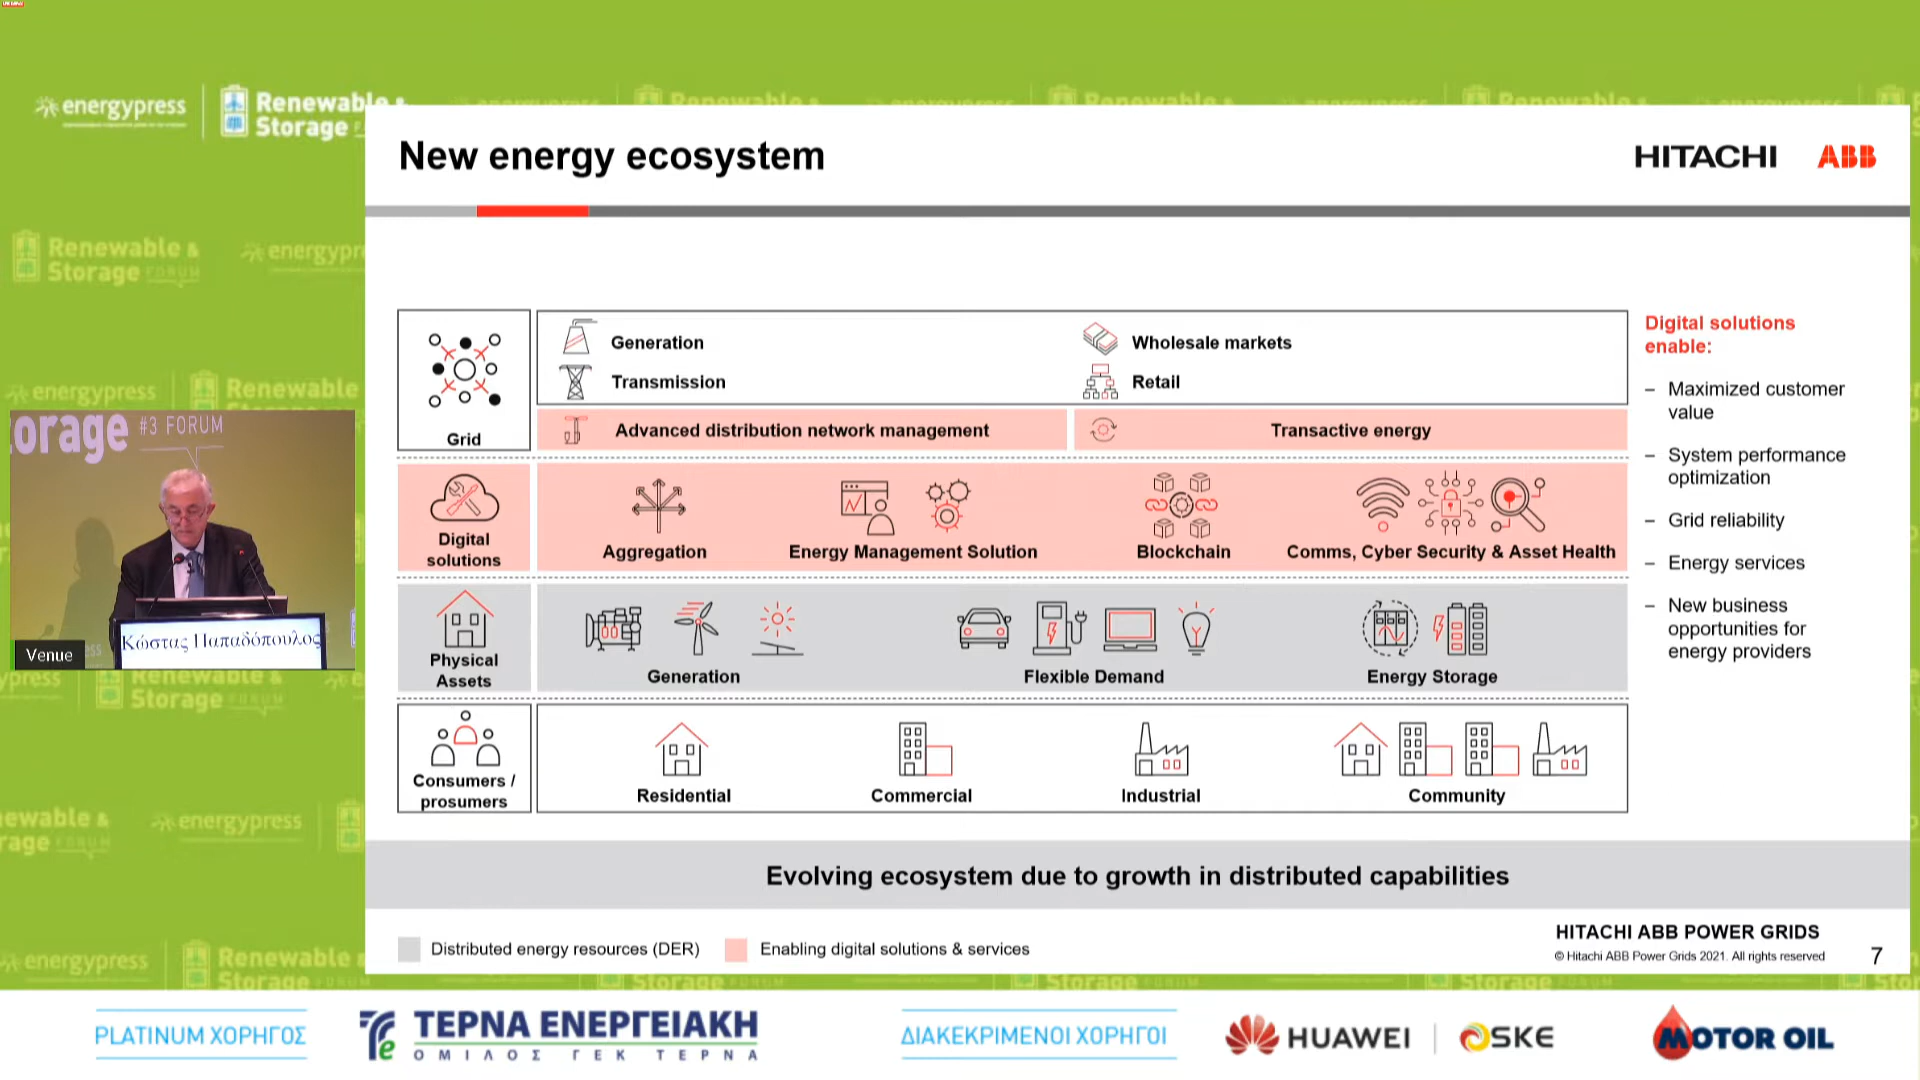 energypress
Renewable &
Storage
New energy ecosystem
HITACHI ABB
Grid
Generation
Transmission
Wholesale markets
Retail
Advanced distribution network management
Transactive energy
Digital
solutions
Aggregation
Energy Management Solution
Blockchain
Comms, Cyber Security & Asset Health
Physical
Assets
Generation
Flexible Demand
Energy Storage
Consumers /
prosumers
Residential
Commercial
Industrial
Community
Digital solutions
enable:
– Maximized customer
value
– System performance
optimization
– Grid reliability
– Energy services
– New business
opportunities for
energy providers
Evolving ecosystem due to growth in distributed capabilities
Distributed energy resources (DER)
Enabling digital solutions & services
HITACHI ABB POWER GRIDS
© Hitachi ABB Power Grids 2021. All rights reserved
7
orage #3 FORUM
Κώστας Παπαδόπουλος
Venue
PLATINUM ΧΟΡΗΓΟΣ
ΤΕΡΝΑ ΕΝΕΡΓΕΙΑΚΗ
ΟΜΙΛΟΣ ΓΕΚ ΤΕΡΝΑ
ΔΙΑΚΕΚΡΙΜΕΝΟΙ ΧΟΡΗΓΟΙ
HUAWEI
SKE
MOTOR OIL